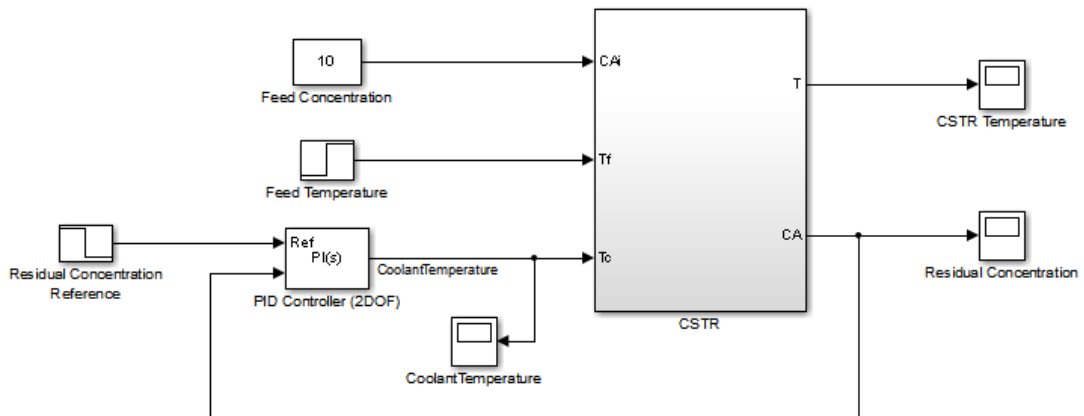 10
CAi
Feed Concentration
T
CSTR Temperature
Tf
Feed Temperature
Ref
PI(s)
CA
Residual Concentration
Reference
CoolantTemperature
Tc
Residual Concentration
PID Controller (2DOF)
CSTR
CoolantTemperature